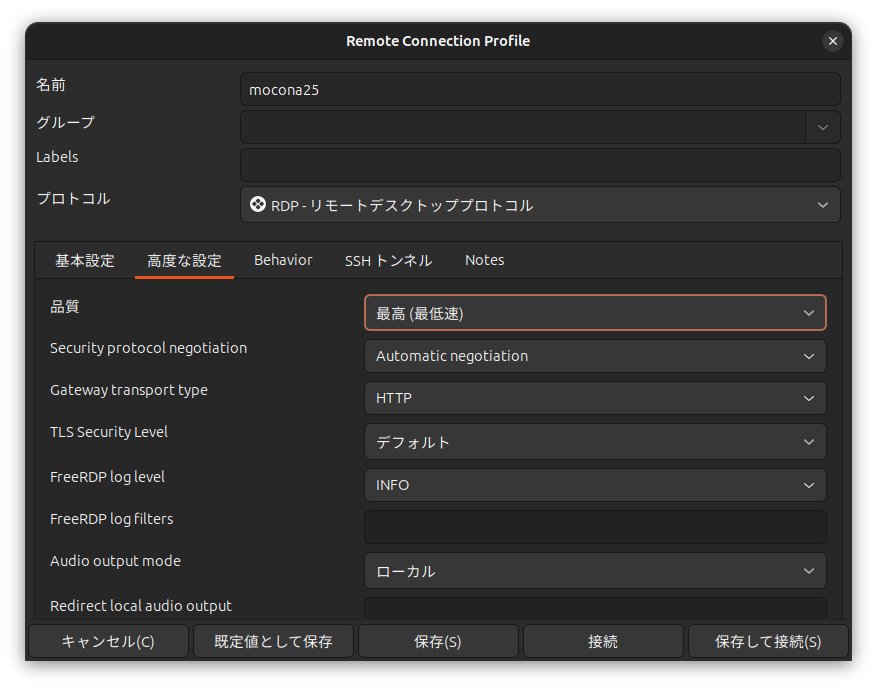 Remote Connection Profile
名前
mocona25
グループ
Labels
プロトコル
RDP - リモートデスクトッププロトコル
基本設定 高度な設定 Behavior SSH トンネル Notes
品質
最高 (最低速)
Security protocol negotiation
Automatic negotiation
Gateway transport type
HTTP
TLS Security Level
デフォルト
FreeRDP log level
INFO
FreeRDP log filters
Audio output mode
ローカル
Redirect local audio output
キャンセル(C) 既定値として保存 保存(S) 接続 保存して接続(S)